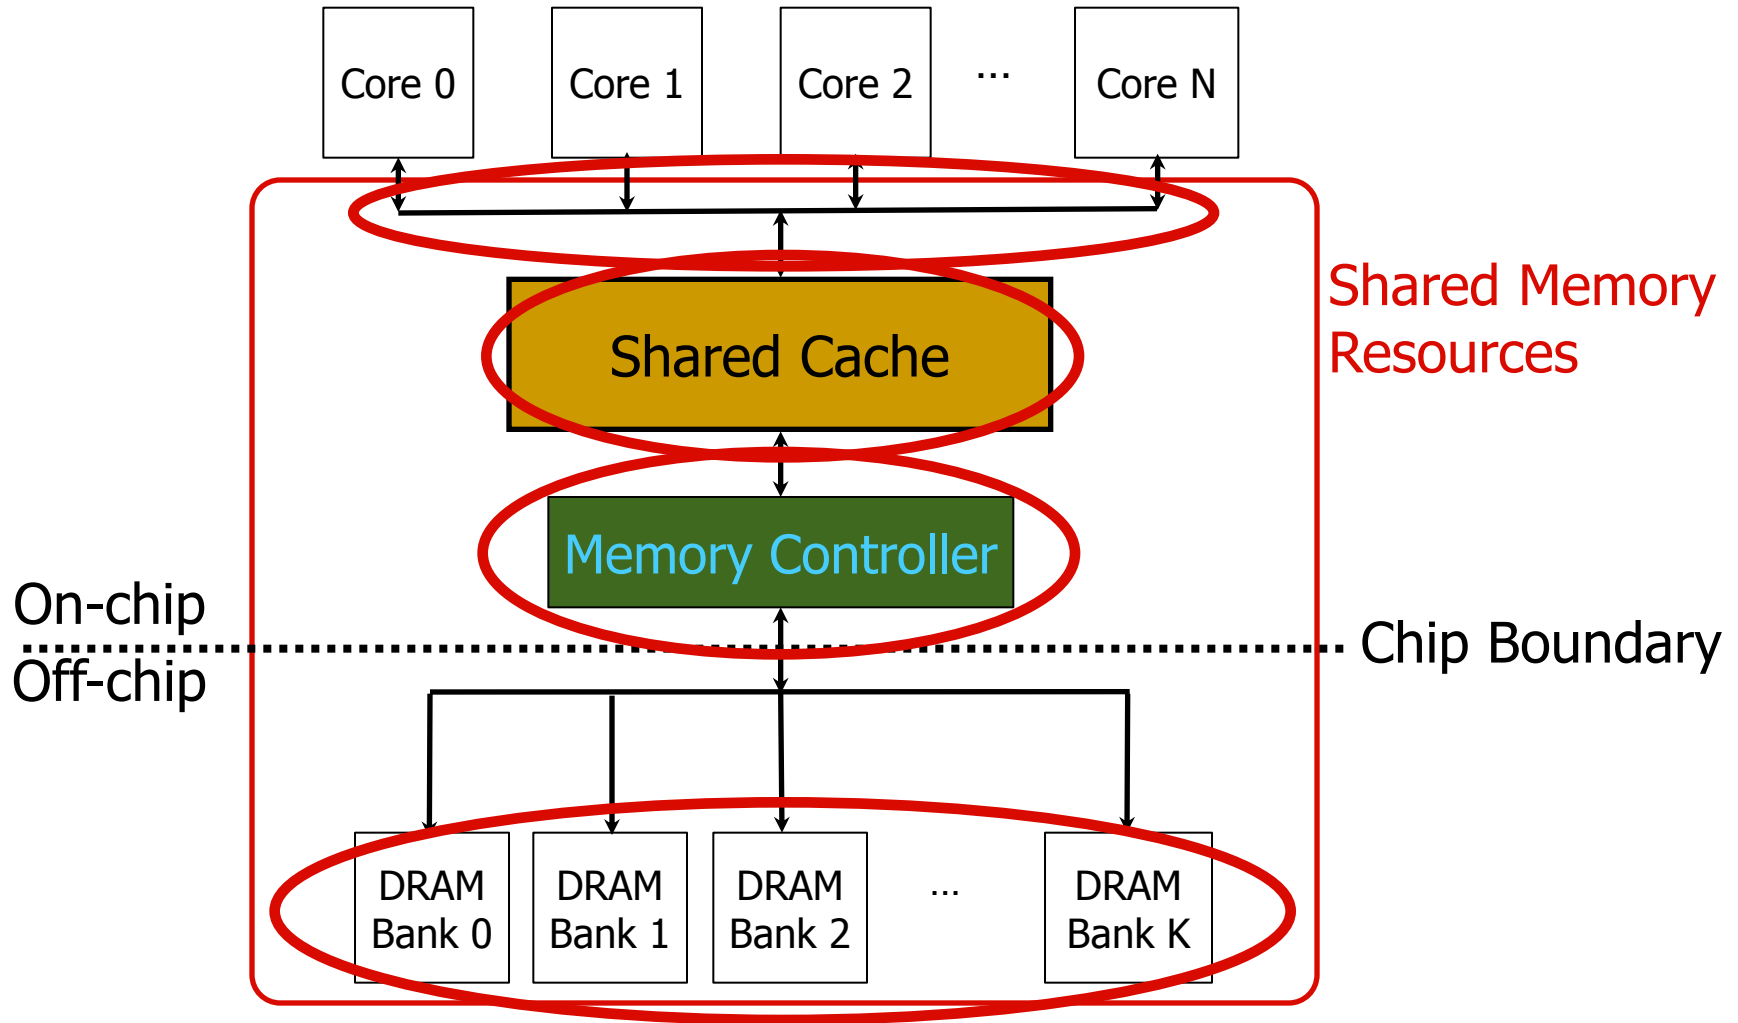 Core 0
Core 1
Core 2
...
Core N
Shared Memory
Resources
Shared Cache
Memory Controller
On-chip
Chip Boundary
Off-chip
DRAM
Bank 0
DRAM
Bank 1
DRAM
Bank 2
...
DRAM
Bank K